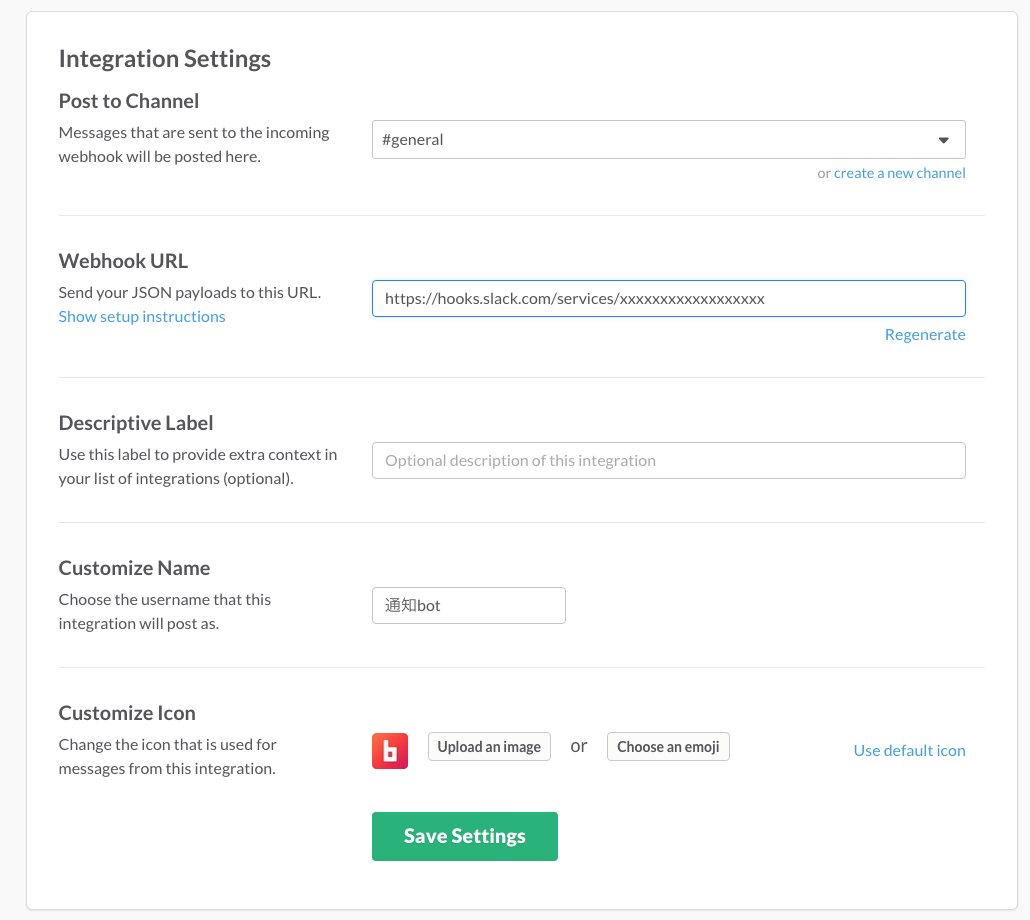 Integration Settings
Post to Channel
Messages that are sent to the incoming
webhook will be posted here.
#general
or create a new channel
Webhook URL
Send your JSON payloads to this URL.
Show setup instructions
https://hooks.slack.com/services/xxxxxxxxxxxxxxxxxx
Regenerate
Descriptive Label
Use this label to provide extra context in
your list of integrations (optional).
Optional description of this integration
Customize Name
Choose the username that this
integration will post as.
通知bot
Customize Icon
Change the icon that is used for
messages from this integration.
b
Upload an image
or
Choose an emoji
Use default icon
Save Settings